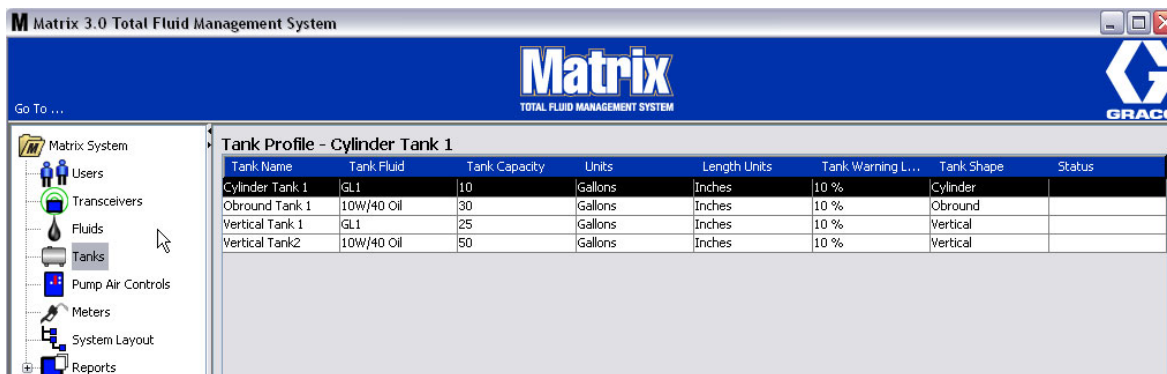 M Matrix 3.0 Total Fluid Management System
Matrix
TOTAL FLUID MANAGEMENT SYSTEM
Go To ...
GRACO
Matrix System
Users
Transceivers
Fluids
Tanks
Pump Air Controls
Meters
System Layout
Reports
Tank Profile - Cylinder Tank 1
Tank Name Tank Fluid Tank Capacity Units Length Units Tank Warning L... Tank Shape Status
Cylinder Tank 1 GL1 10 Gallons Inches 10 % Cylinder
Obround Tank 1 10W/40 Oil 30 Gallons Inches 10 % Obround
Vertical Tank 1 GL1 25 Gallons Inches 10 % Vertical
Vertical Tank2 10W/40 Oil 50 Gallons Inches 10 % Vertical